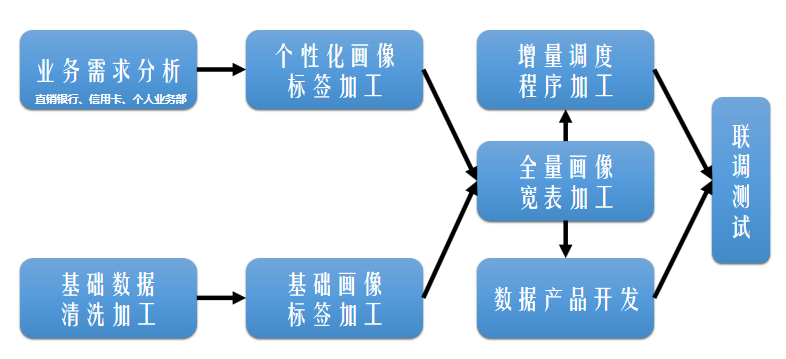 业务需求分析
直销银行、信用卡、个人业务部
个性化画像
标签加工
增量调度
程序加工
全量画像
宽表加工
联调测试
基础数据
清洗加工
基础画像
标签加工
数据产品开发